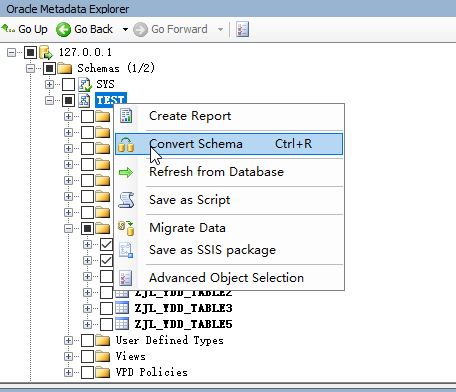 Oracle Metadata Explorer
Go Up Go Back Go Forward
127.0.0.1
Schemas (1/2)
SYS
TEST
Create Report
Convert Schema Ctrl+R
Refresh from Database
Save as Script
Migrate Data
Save as SSIS package
Advanced Object Selection
ZJL_YDD_TABLE2
ZJL_YDD_TABLE3
ZJL_YDD_TABLE5
User Defined Types
Views
VPD Policies